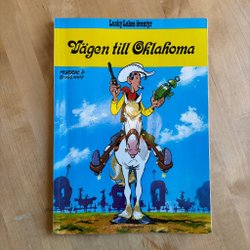 Lucky Lukes äventyr
Vägen till Oklahoma
MORRIS &
GOSCINNY